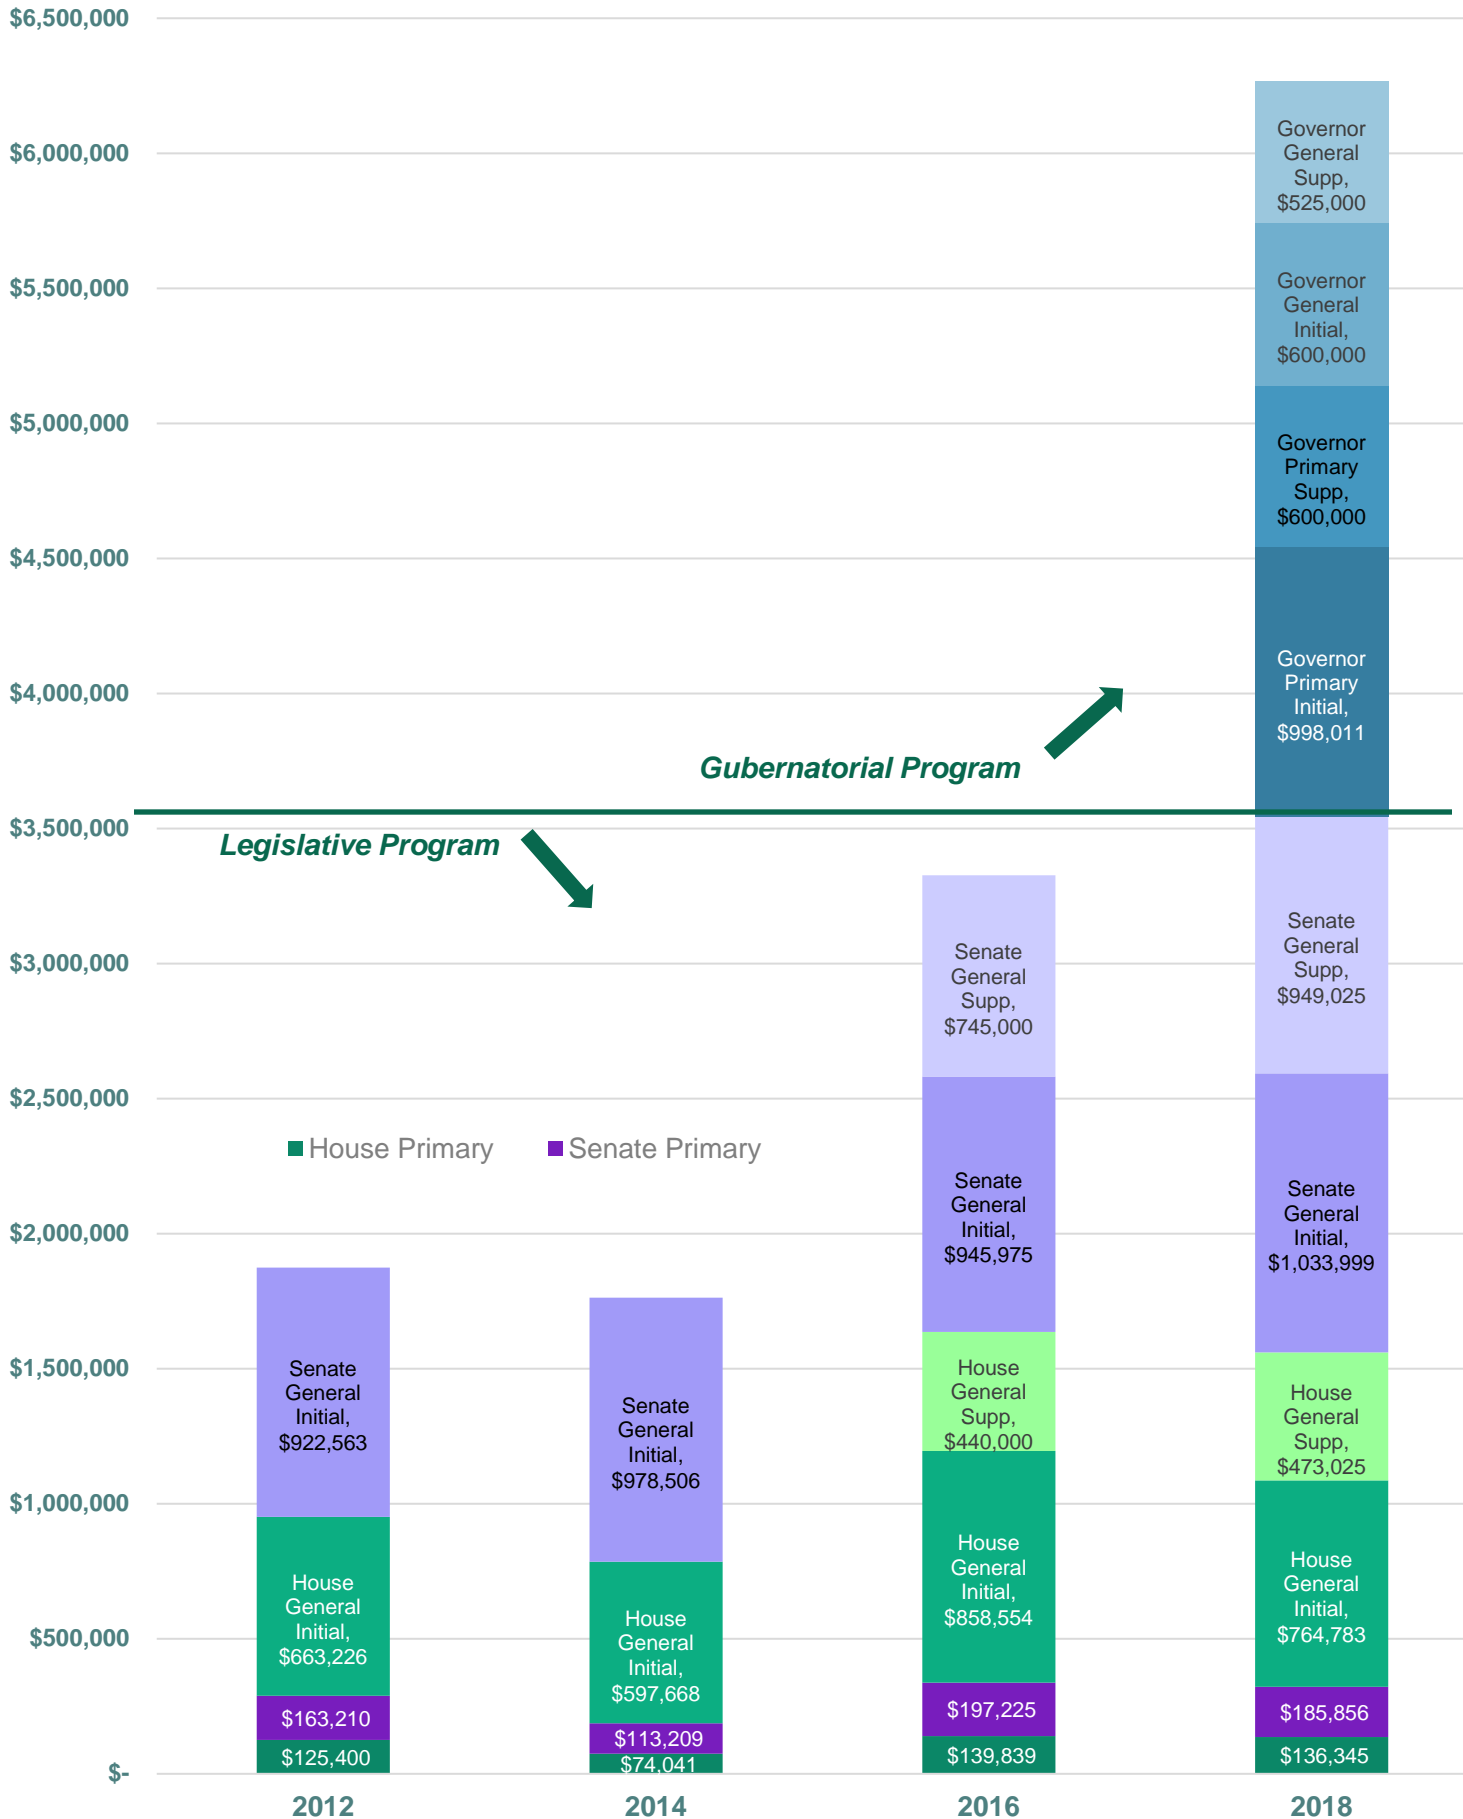 $6,500,000
$6,000,000
$5,500,000
$5,000,000
$4,500,000
$4,000,000
$3,500,000
$3,000,000
$2,500,000
$2,000,000
$1,500,000
$1,000,000
$500,000
$-
Gubernatorial Program
Legislative Program
House Primary
Senate Primary
Senate
General
Initial,
$922,563
House
General
Initial,
$663,226
$163,210
$125,400
2012
Senate
General
Initial,
$978,506
House
General
Initial,
$597,668
$113,209
$74,041
2014
Senate
General
Supp,
$745,000
Senate
General
Initial,
$945,975
House
General
Supp,
$440,000
House
General
Initial,
$858,554
$197,225
$139,839
2016
Governor
General
Supp,
$525,000
Governor
General
Initial,
$600,000
Governor
Primary
Supp,
$600,000
Governor
Primary
Initial,
$998,011
Senate
General
Supp,
$949,025
Senate
General
Initial,
$1,033,999
House
General
Supp,
$473,025
House
General
Initial,
$764,783
$185,856
$136,345
2018